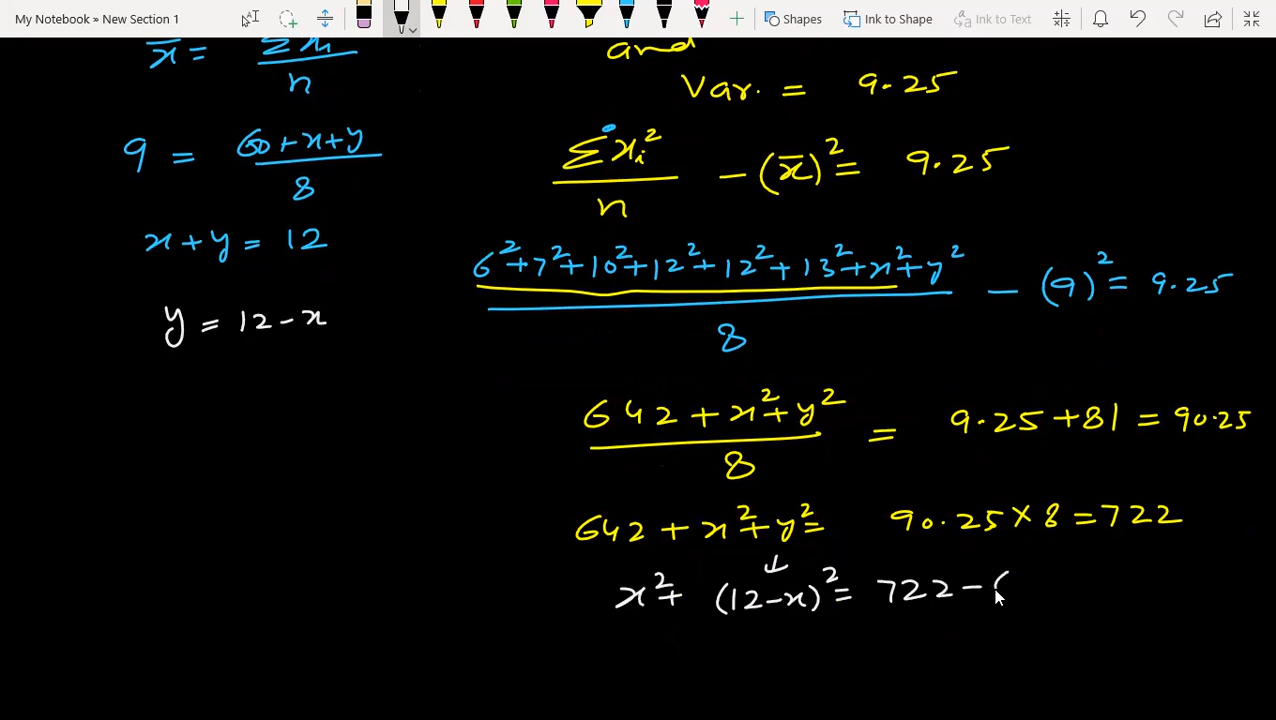 My Notebook » New Section 1
Shapes
Ink to Shape
Ink to Text
x̄ = Σxᵢ / n
9 = 60+x+y / 8
x+y = 12
y = 12-x
and
Var. = 9.25
Σxᵢ² / n - (x̄)² = 9.25
6²+7²+10²+12²+12²+13²+x²+y² / 8 - (9)² = 9.25
642+x²+y² / 8 = 9.25+81 = 90.25
642+x²+y² = 90.25×8 = 722
x²+ (12-x)² = 722-